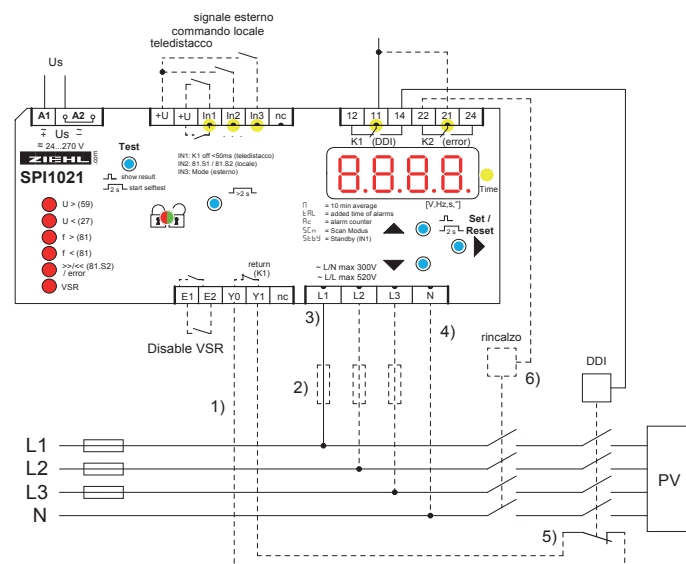 signale esterno
commando locale
teledistacco
Us
A1 A2
+U +U In1 In2 In3 nc
12 11 14 22 21 24
Us
≂ 24...270 V
K1 (DDI) K2 (error)
ZIEHL
.com
SPI1021
Test
show result
2 s start selftest
IN1: K1 off <50ms (teledistacco)
IN2: 81.S1 / 81.S2 (locale)
IN3: Mode (esterno)
>2 s
8.8.8.8.
Time
[V,Hz,s,"]
= 10 min average
= added time of alarms
= alarm counter
= Scan Modus
= Standby (IN1)
2 s
Set /
Reset
U > (59)
U < (27)
f > (81)
f < (81)
>>/<< (81.S2)
/ error
VSR
return
(K1)
~ L/N max 300V
~ L/L max 520V
E1 E2 Y0 Y1 nc
L1 L2 L3 N
Disable VSR
3)
4)
rincalzo
DDI
6)
2)
1)
L1
L2
L3
N
PV
5)